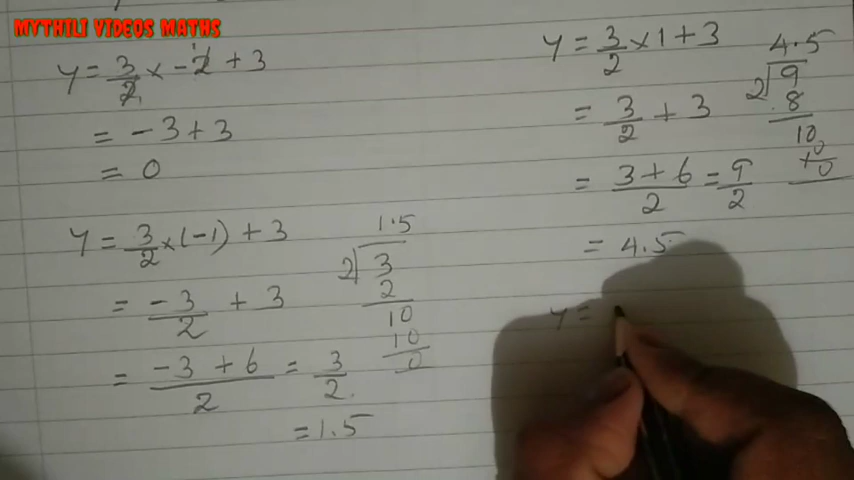 MYTHILI VIDEOS MATHS
y = 3/2 × -2 + 3
= -3 + 3
= 0
y = 3/2 × (-1) + 3
= -3/2 + 3
= (-3 + 6)/2 = 3/2
= 1.5
1.5
2 3
2
10
10
0
y = 3/2 × 1 + 3
= 3/2 + 3
= (3 + 6)/2 = 9/2
= 4.5
4.5
2 9
8
10
10
0
y =